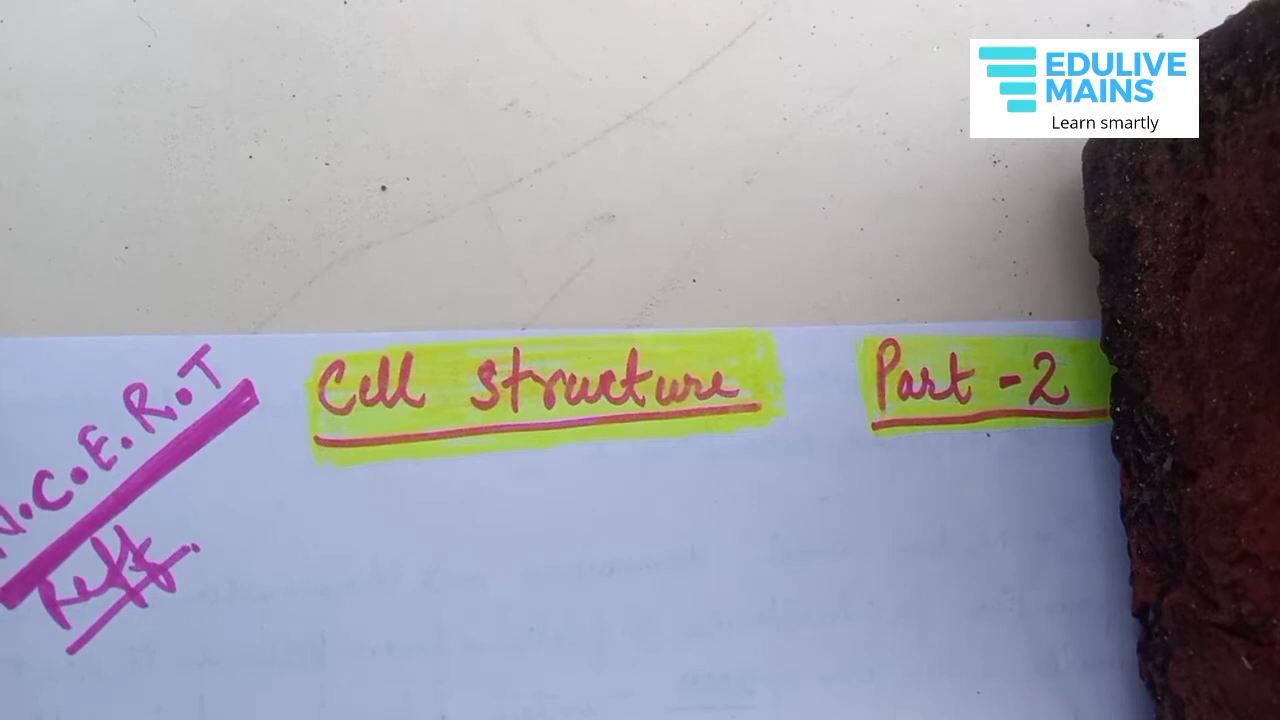 EDULIVE
MAINS
Learn smartly
Cell structure Part -2
N.C.E.R.T
Reff.